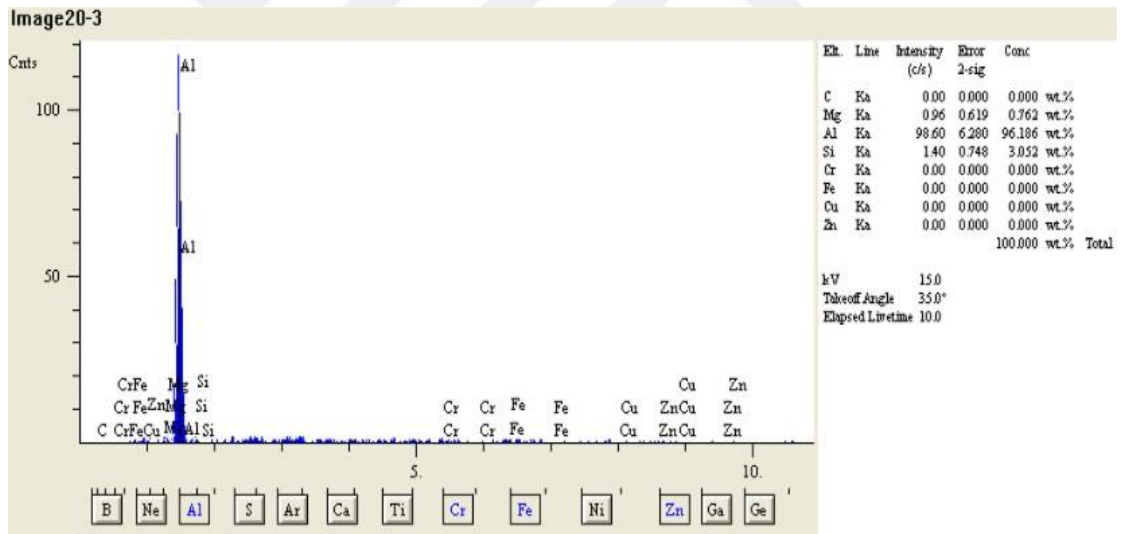 Image20-3
Cnts
Al
100
Al
50
CrFe Mg Si Cu Zn
Cr FeZn Si Cr Cr Fe Fe Cu ZnCu Zn
C CrFeCu AlSi Cr Cr Fe Fe Cu ZnCu Zn
5. 10.
B Ne Al S Ar Ca Ti Cr Fe Ni Zn Ga Ge
Elt. Line Intensity Error Conc
(c/s) 2-sig
C Ka 0.00 0.000 0.000 wt.%
Mg Ka 0.96 0.619 0.762 wt.%
Al Ka 98.60 6.280 96.186 wt.%
Si Ka 1.40 0.748 3.052 wt.%
Cr Ka 0.00 0.000 0.000 wt.%
Fe Ka 0.00 0.000 0.000 wt.%
Cu Ka 0.00 0.000 0.000 wt.%
Zn Ka 0.00 0.000 0.000 wt.%
100.000 wt.% Total
kV 15.0
Takeoff Angle 35.0°
Elapsed Livetime 10.0